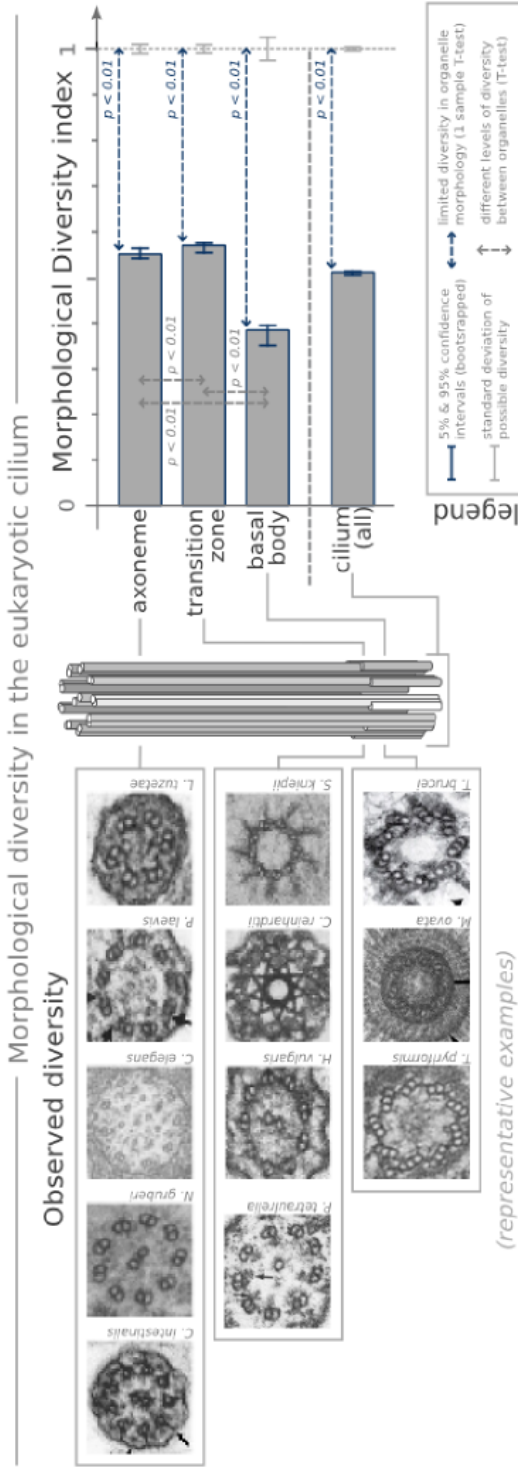 Morphological diversity in the eukaryotic cilium
Observed diversity
C. intestinalis
N. gruberi
C. elegans
P. laevis
L. tuzetae
P. tetraurella
H. vulgaris
C. reinhardtii
S. kniepii
T. pyriformis
M. ovata
T. brucei
(representative examples)
0
Morphological Diversity index
1
axoneme
transition
zone
basal
body
cilium
(all)
p < 0.01
p < 0.01
p < 0.01
p < 0.01
p < 0.01
p < 0.01
p < 0.01
legend
5% & 95% confidence
intervals (bootsrapped)
standard deviation of
possible diversity
limited diversity in organelle
morphology (1 sample T-test)
different levels of diversity
between organelles (T-test)